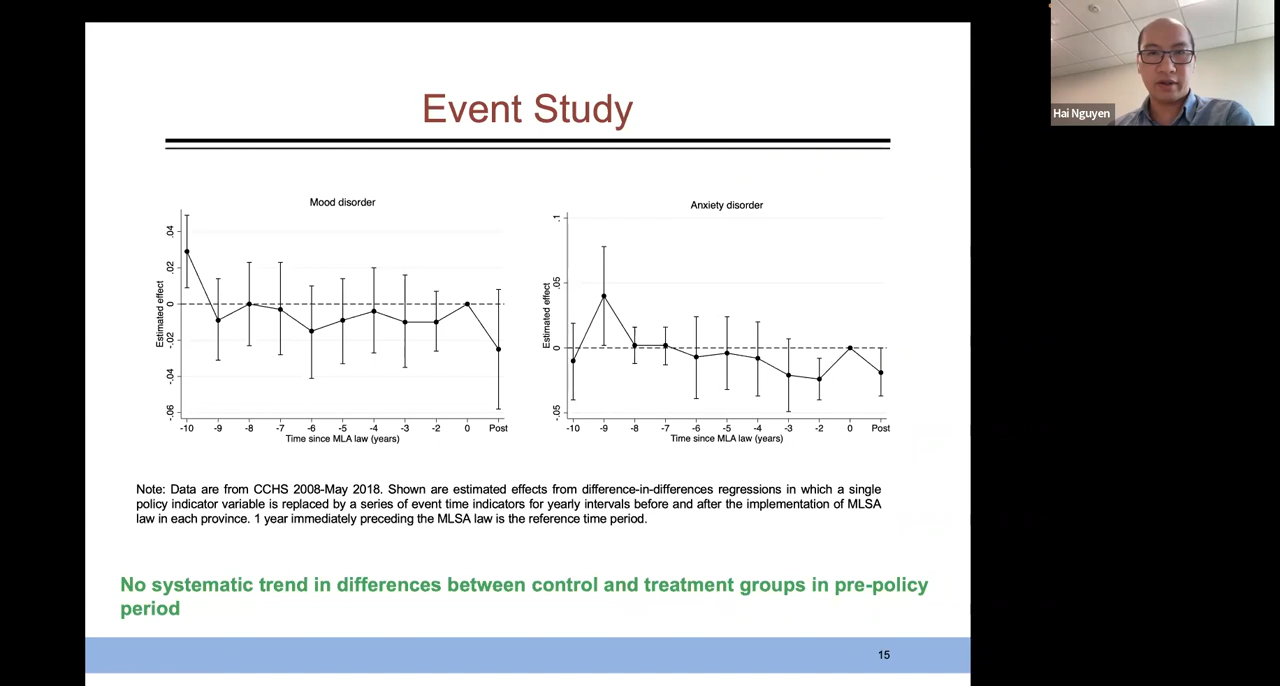 Event Study
Mood disorder
.04
.02
0
-.02
-.04
-.06
Estimated effect
-10 -9 -8 -7 -6 -5 -4 -3 -2 0 Post
Time since MLA law (years)
Anxiety disorder
.1
.05
0
-.05
Estimated effect
-10 -9 -8 -7 -6 -5 -4 -3 -2 0 Post
Time since MLA law (years)
Note: Data are from CCHS 2008-May 2018. Shown are estimated effects from difference-in-differences regressions in which a single
policy indicator variable is replaced by a series of event time indicators for yearly intervals before and after the implementation of MLSA
law in each province. 1 year immediately preceding the MLSA law is the reference time period.
No systematic trend in differences between control and treatment groups in pre-policy
period
15
Hai Nguyen